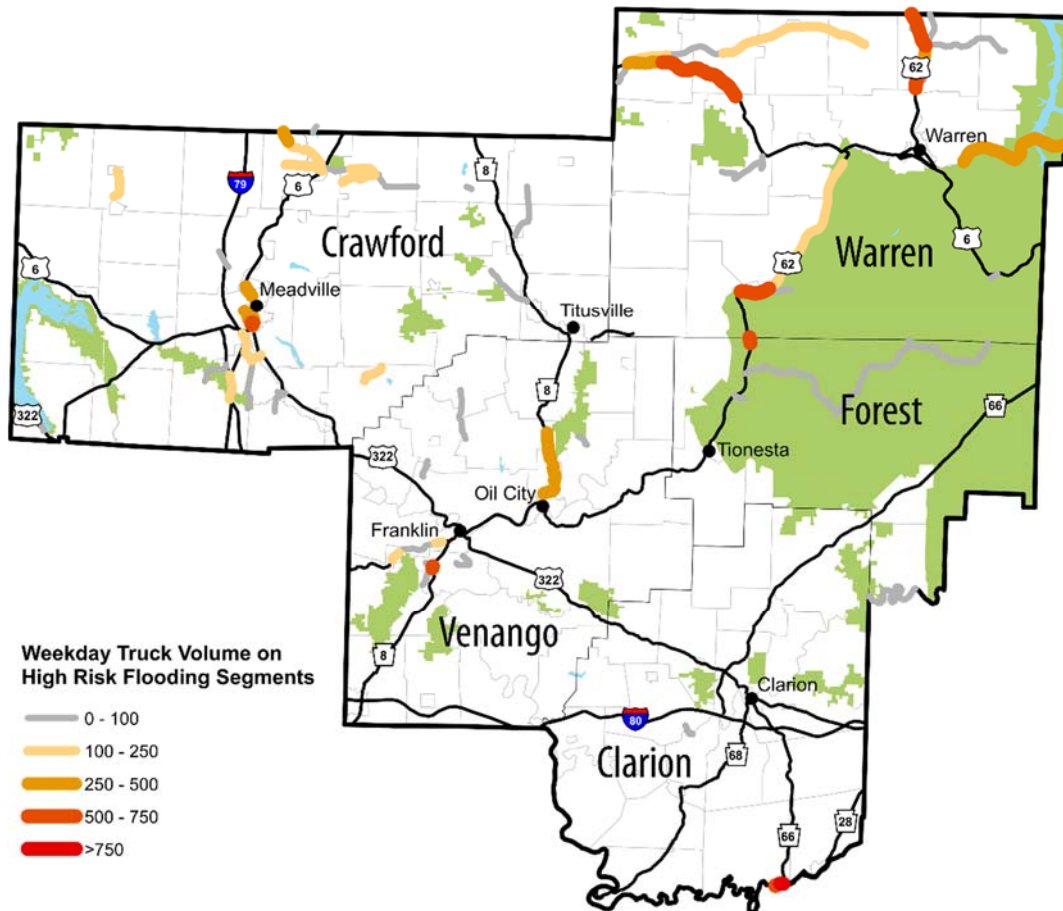 62
Warren
8
79
6
Crawford
62
Warren
6
6
Meadville
Titusville
8
Forest
66
322
322
Tionesta
Oil City
Franklin
322
Venango
8
Weekday Truck Volume on
High Risk Flooding Segments
0 - 100
100 - 250
250 - 500
500 - 750
>750
Clarion
80
Clarion
68
66
28